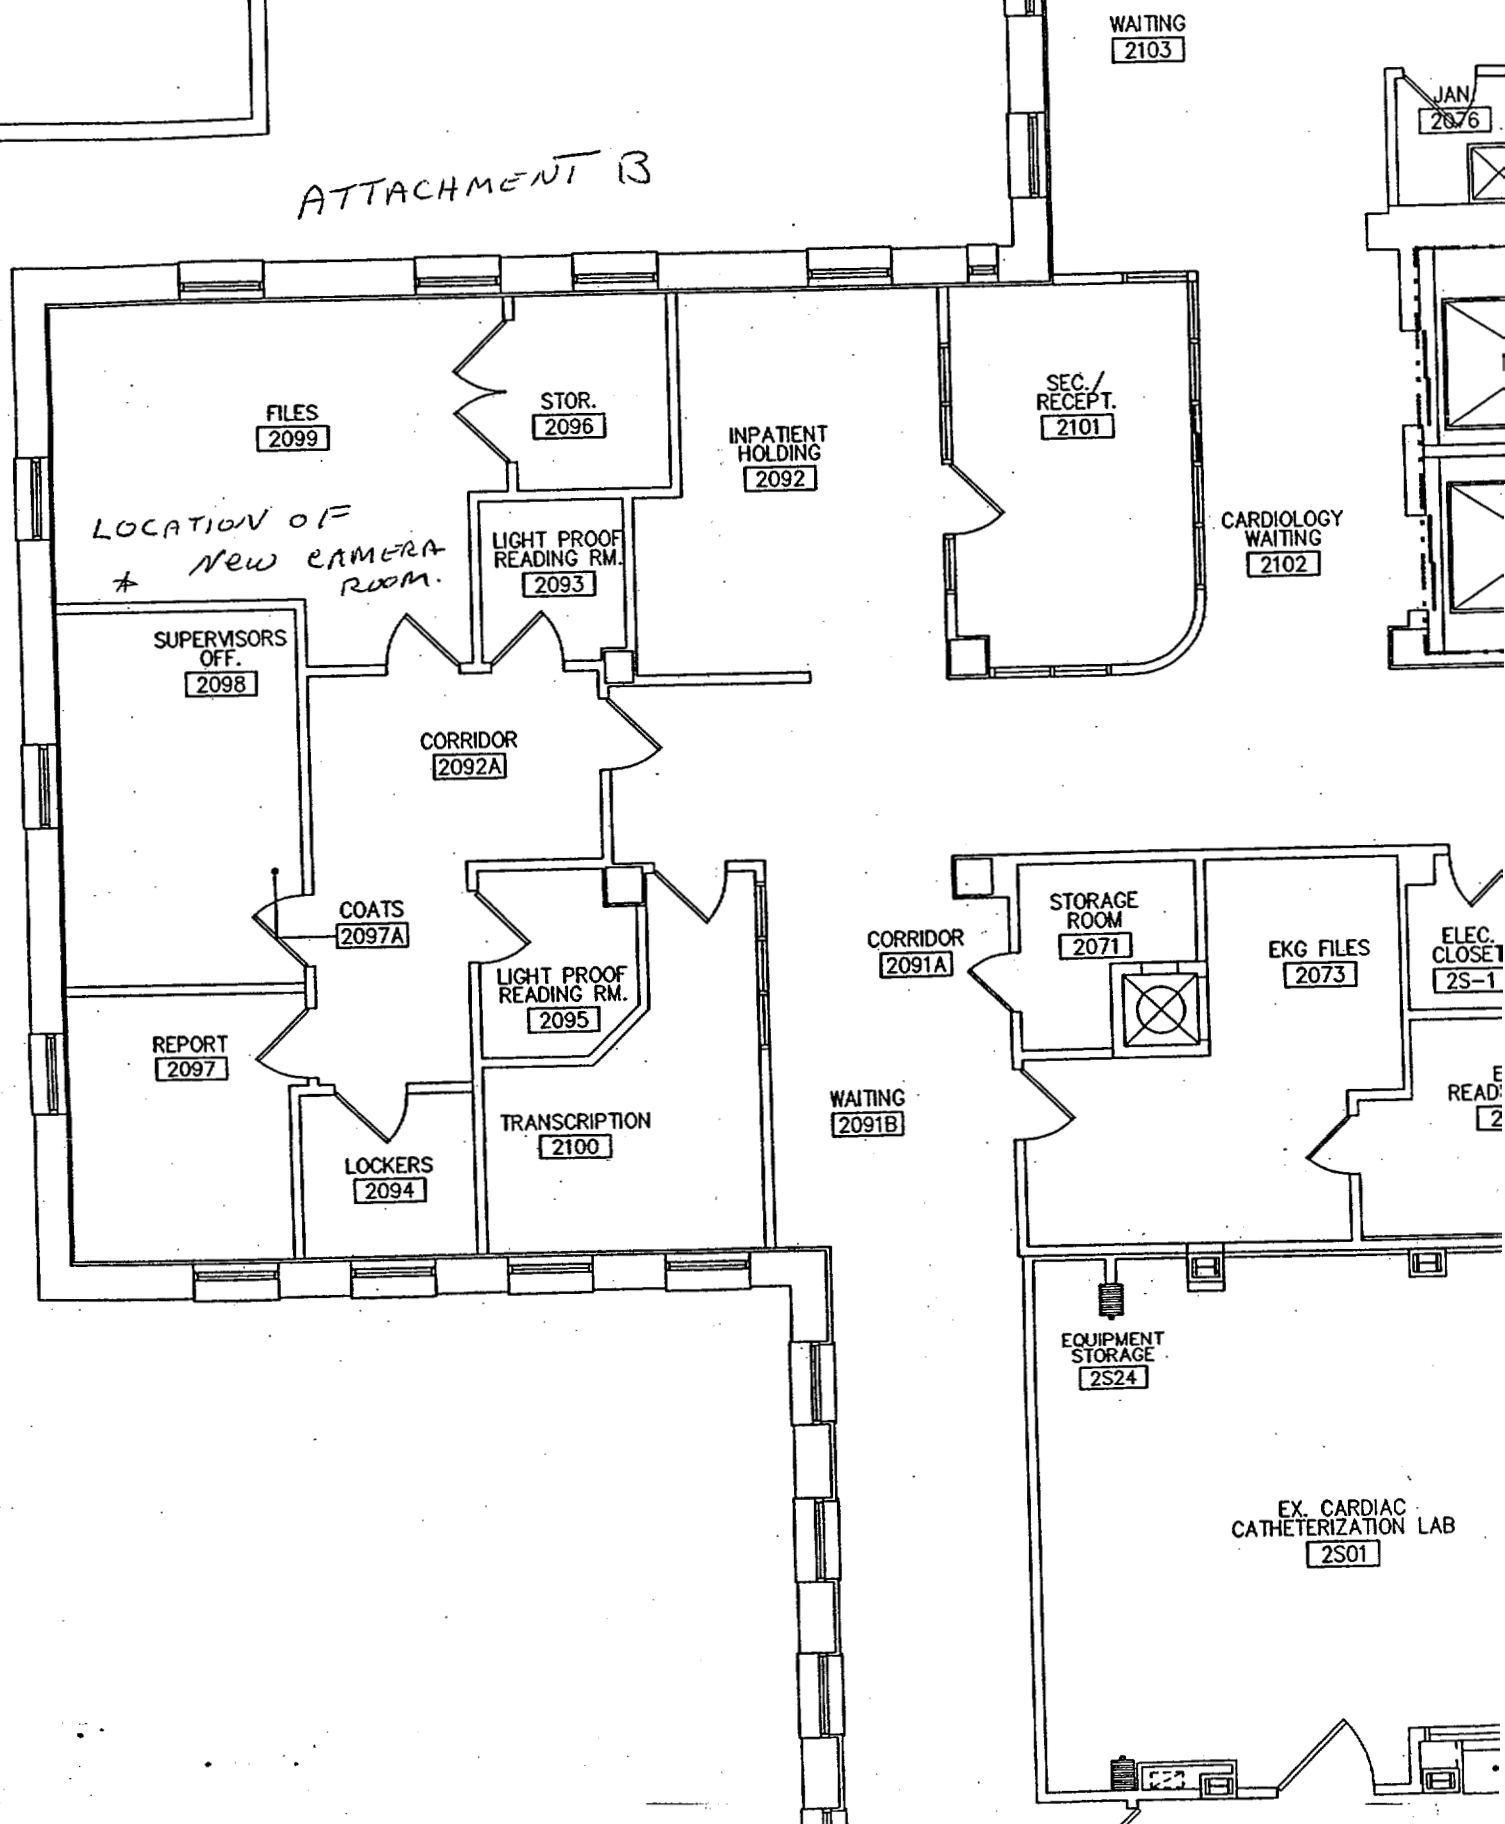 WAITING
2103
JAN.
2076
ATTACHMENT B
FILES
2099
STOR.
2096
INPATIENT
HOLDING
2092
SEC./
RECEPT.
2101
LOCATION OF
* NEW CAMERA
ROOM.
LIGHT PROOF
READING RM.
2093
CARDIOLOGY
WAITING
2102
SUPERVISORS
OFF.
2098
CORRIDOR
2092A
COATS
2097A
LIGHT PROOF
READING RM.
2095
CORRIDOR
2091A
STORAGE
ROOM
2071
EKG FILES
2073
ELEC.
CLOSET
2S-1
REPORT
2097
TRANSCRIPTION
2100
WAITING
2091B
LOCKERS
2094
EQUIPMENT
STORAGE
2S24
EX. CARDIAC
CATHETERIZATION LAB
2S01